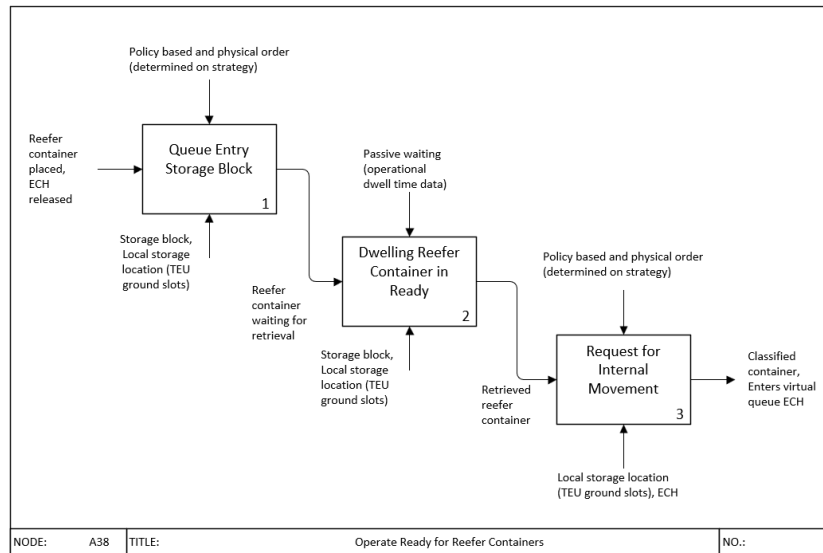 Policy based and physical order
(determined on strategy)
Reefer
container
placed,
ECH
released
Queue Entry
Storage Block
1
Storage block,
Local storage
location (TEU
ground slots)
Passive waiting
(operational
dwell time data)
Reefer
container
waiting for
retrieval
Dwelling Reefer
Container in
Ready
2
Storage block,
Local storage
location (TEU
ground slots)
Policy based and physical order
(determined on strategy)
Retrieved
reefer
container
Request for
Internal
Movement
3
Classified
container,
Enters virtual
queue ECH
Local storage location
(TEU ground slots), ECH
NODE: A38 TITLE: Operate Ready for Reefer Containers NO.: